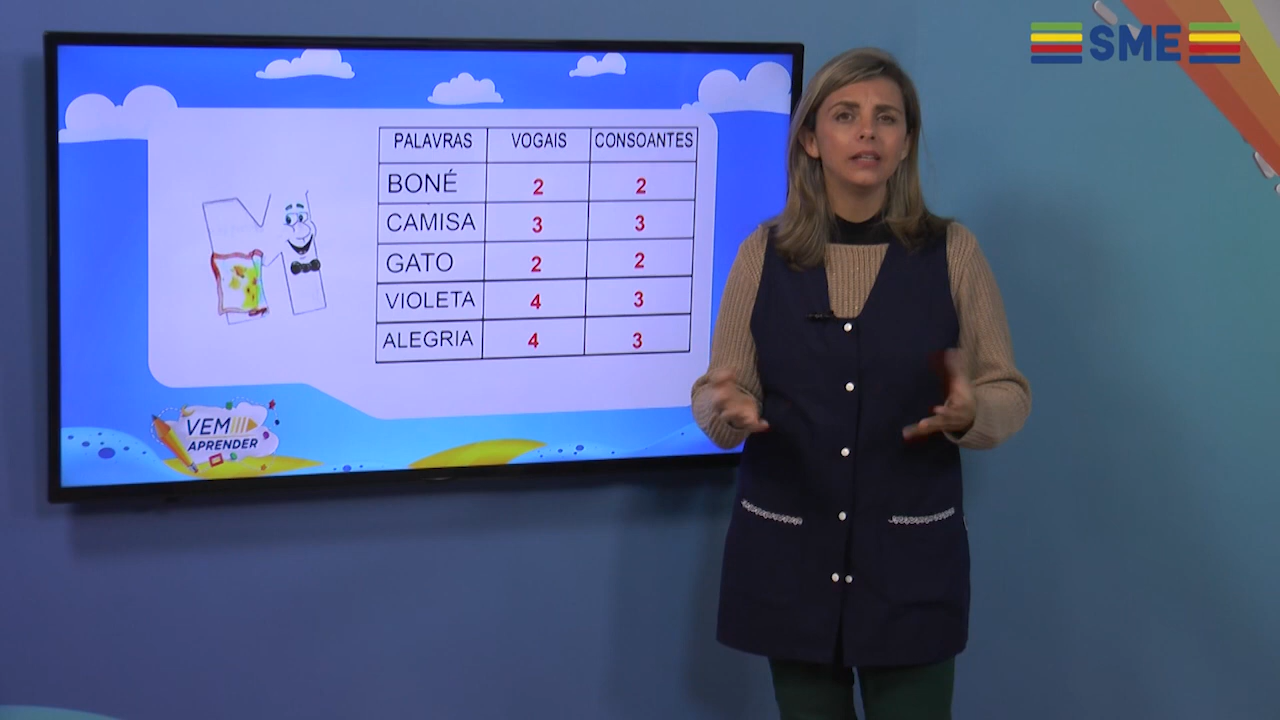 SME
PALAVRAS VOGAIS CONSOANTES
BONÉ 2 2
CAMISA 3 3
GATO 2 2
VIOLETA 4 3
ALEGRIA 4 3
VEM
APRENDER